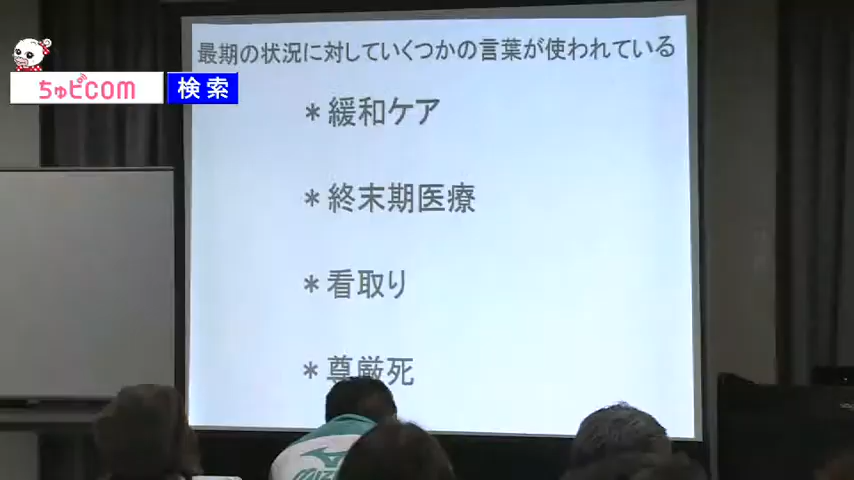 最期の状況に対していくつかの言葉が使われている
ちゅピCOM 検索
*緩和ケア
*終末期医療
*看取り
*尊厳死